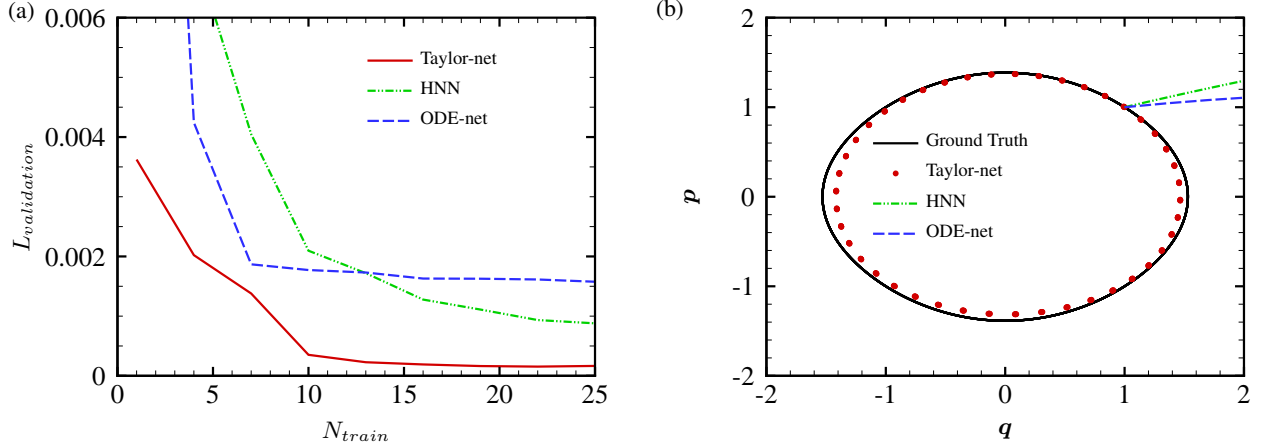 (a)
0.006
0.004
0.002
0
L_validation
Taylor-net
HNN
ODE-net
0 5 10 15 20 25
N_train
(b)
2
1
0
-1
-2
p
Ground Truth
Taylor-net
HNN
ODE-net
-2 -1 0 1 2
q